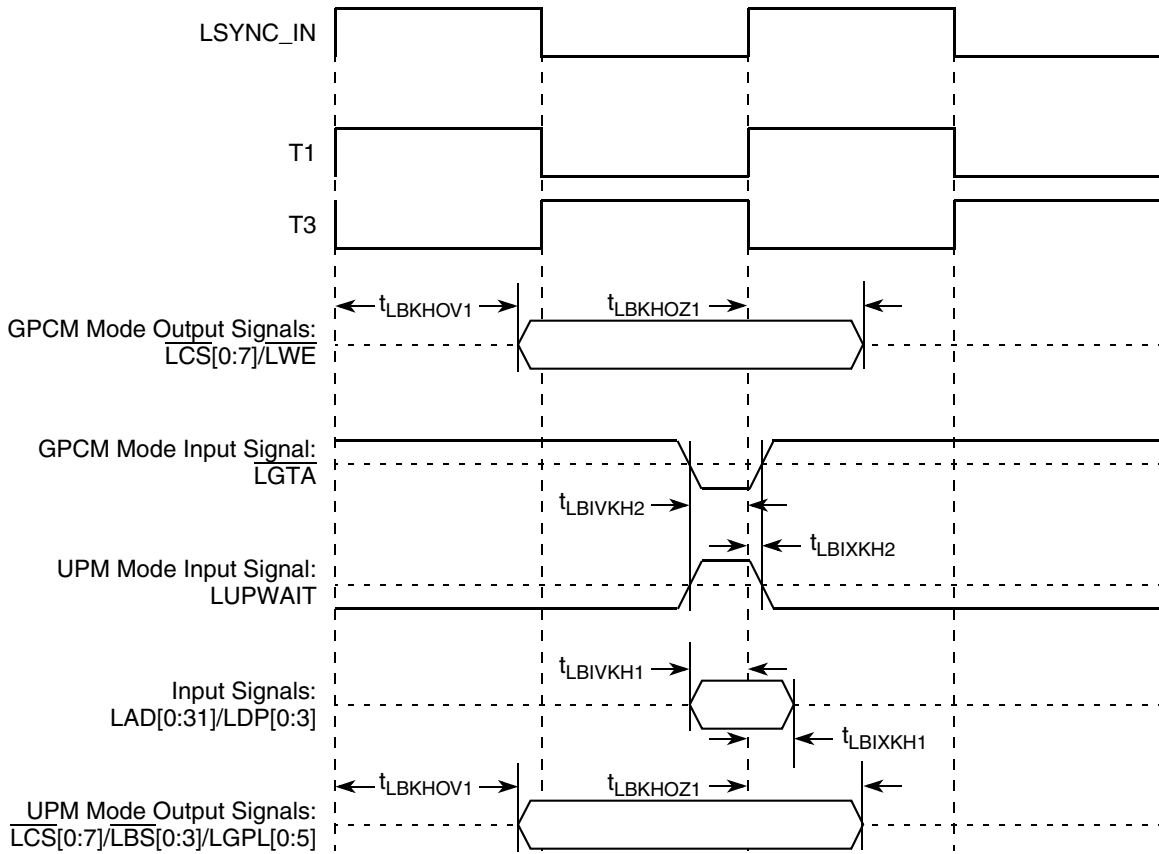 LSYNC_IN
T1
T3
tLBKHOV1
tLBKHOZ1
GPCM Mode Output Signals:
LCS[0:7]/LWE
GPCM Mode Input Signal:
LGTA
tLBIVKH2
tLBIXKH2
UPM Mode Input Signal:
LUPWAIT
tLBIVKH1
Input Signals:
LAD[0:31]/LDP[0:3]
tLBIXKH1
tLBKHOV1
tLBKHOZ1
UPM Mode Output Signals:
LCS[0:7]/LBS[0:3]/LGPL[0:5]